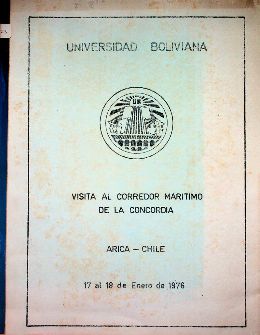 UNIVERSIDAD BOLIVIANA
VISITA AL CORREDOR MARITIMO
DE LA CONCORDIA
ARICA - CHILE
17 al 18 de Enero de 1976